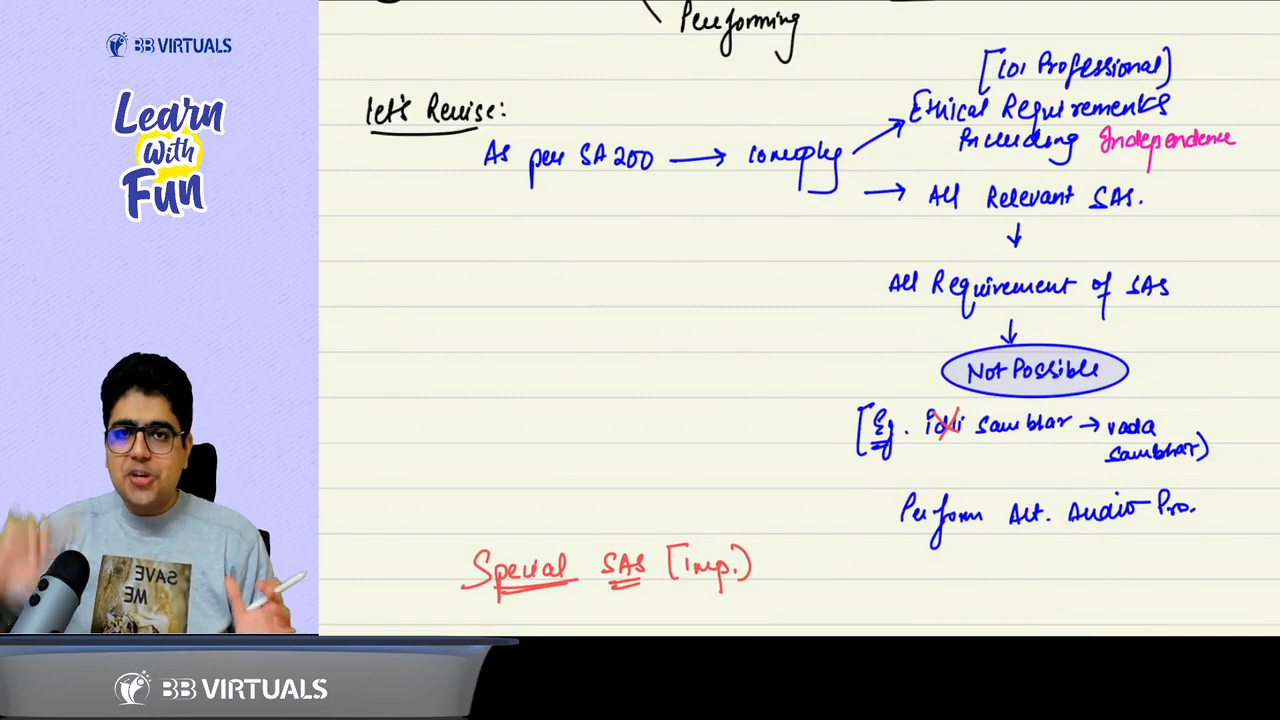 BB VIRTUALS
Learn
With
Fun
Performing
let's Revise:
[COI Professional]
Ethical Requirements
Including Independence
As per SA 200 → comply
→ All Relevant SAS.
↓
All Requirement of SAS
↓
Not Possible
[Eg. idli sambhar → vada
sambhar)
Perform Alt. Audit Pro.
Special SAS [imp.)
SAVE
ME
BB VIRTUALS